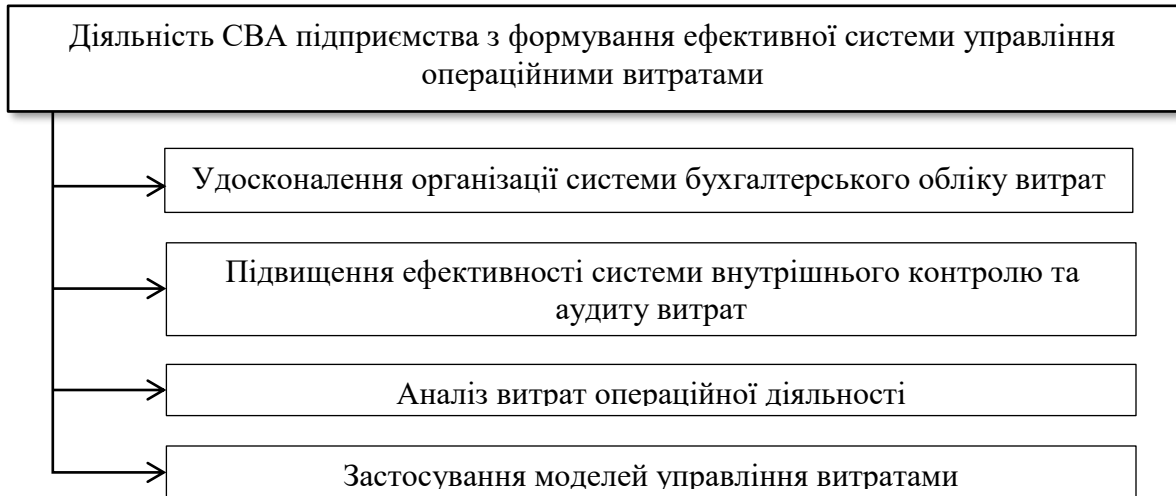 Діяльність СВА підприємства з формування ефективної системи управління
операційними витратами
Удосконалення організації системи бухгалтерського обліку витрат
Підвищення ефективності системи внутрішнього контролю та
аудиту витрат
Аналіз витрат операційної діяльності
Застосування моделей управління витратами